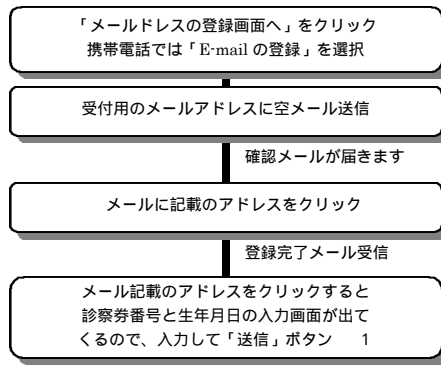 「メールドレスの登録画面へ」をクリック
携帯電話では「E-mail の登録」を選択
受付用のメールアドレスに空メール送信
確認メールが届きます
メールに記載のアドレスをクリック
登録完了メール受信
メール記載のアドレスをクリックすると
診察券番号と生年月日の入力画面が出て
くるので、入力して「送信」ボタン 1